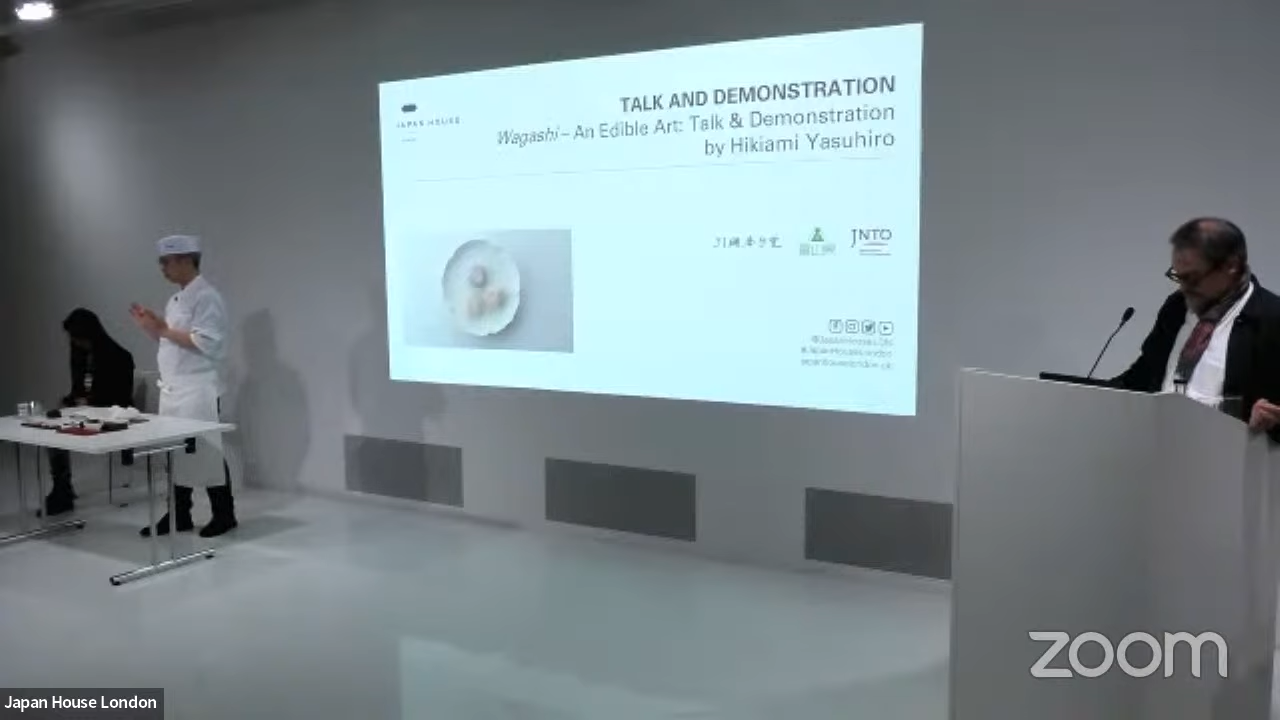 TALK AND DEMONSTRATION
JAPAN HOUSE
Wagashi – An Edible Art: Talk & Demonstration
by Hikiami Yasuhiro
JNTO
zoom
Japan House London